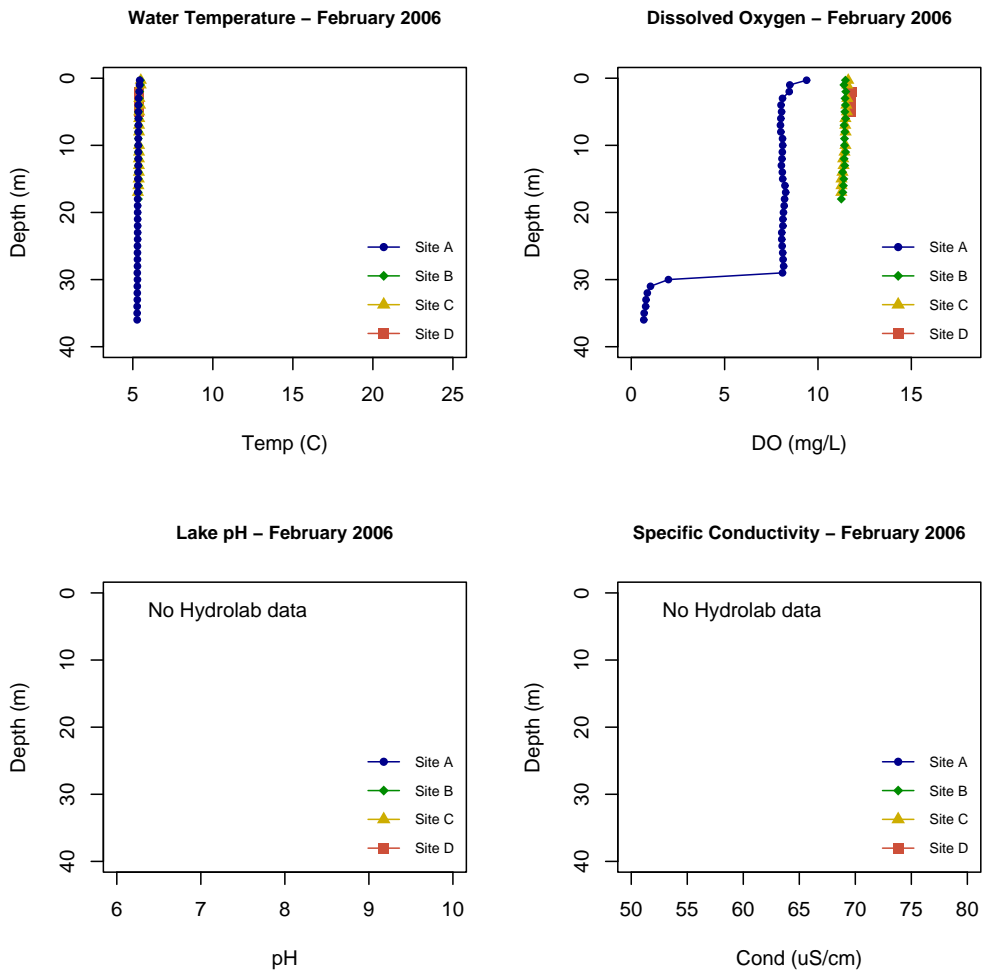 Water Temperature – February 2006
0
10
20
30
40
Depth (m)
Site A
Site B
Site C
Site D
5
10
15
20
25
Temp (C)
Dissolved Oxygen – February 2006
0
10
20
30
40
Depth (m)
Site A
Site B
Site C
Site D
0
5
10
15
DO (mg/L)
Lake pH – February 2006
0
10
20
30
40
Depth (m)
No Hydrolab data
Site A
Site B
Site C
Site D
6
7
8
9
10
pH
Specific Conductivity – February 2006
0
10
20
30
40
Depth (m)
No Hydrolab data
Site A
Site B
Site C
Site D
50
55
60
65
70
75
80
Cond (uS/cm)